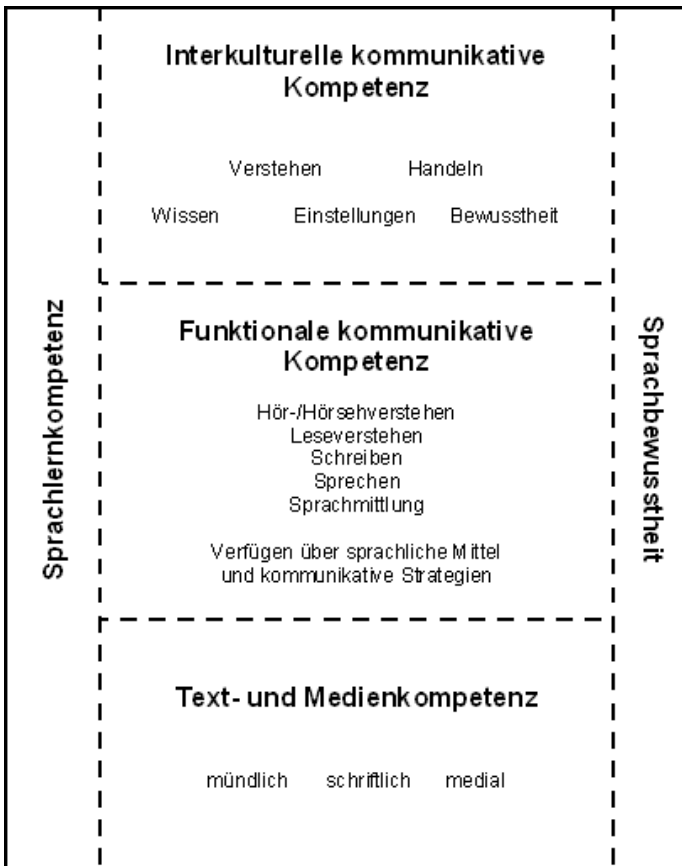 Interkulturelle kommunikative
Kompetenz
Verstehen Handeln
Wissen Einstellungen Bewusstheit
Sprachlernkompetenz
Funktionale kommunikative
Kompetenz
Hör-/Hörsehverstehen
Leseverstehen
Schreiben
Sprechen
Sprachmittlung
Verfügen über sprachliche Mittel
und kommunikative Strategien
Sprachbewusstheit
Text- und Medienkompetenz
mündlich schriftlich medial